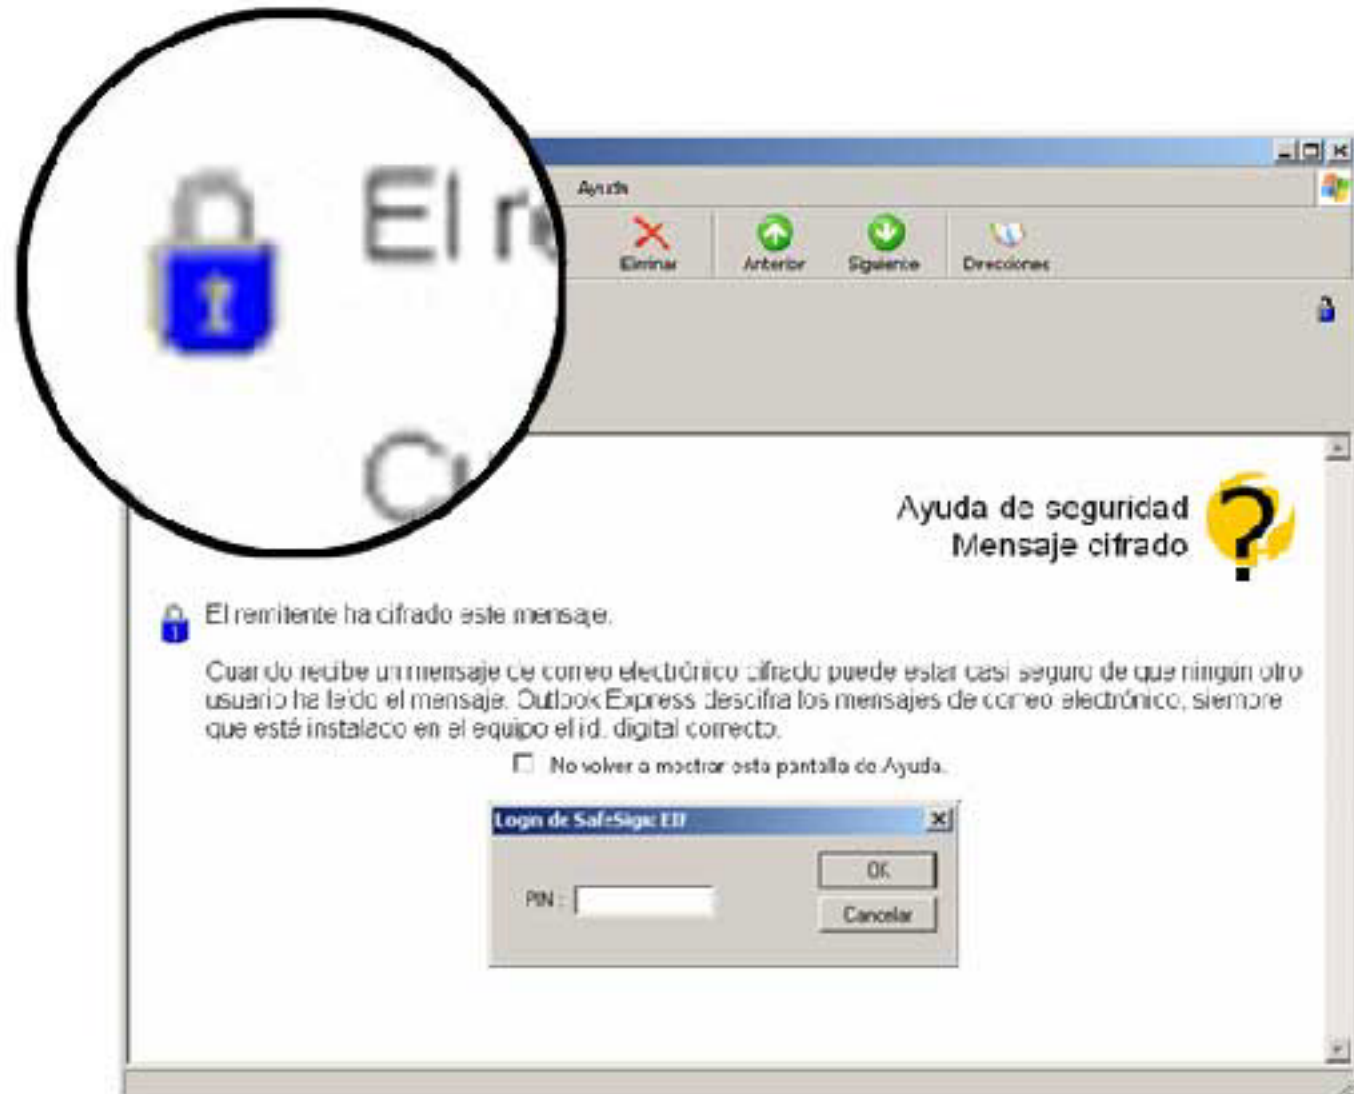 El re
Cu
Ayuda
Eliminar
Anterior
Siguiente
Direcciones
Ayuda de seguridad
Mensaje cifrado
El remitente ha cifrado este mensaje.
Cuando recibe un mensaje de correo electrónico cifrado puede estar casi seguro de que ningún otro
usuario ha leído el mensaje. Outlook Express descifra los mensajes de correo electrónico, siempre
que esté instalado en el equipo el id. digital correcto.
No volver a mostrar esta pantalla de Ayuda.
Login de SafeSign:
PIN :
OK
Cancelar